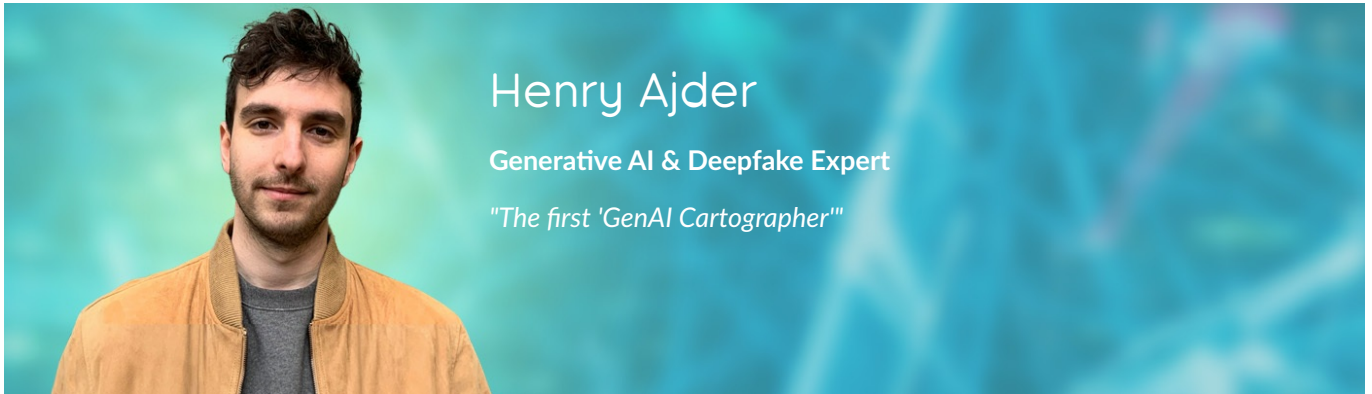 Henry Ajder
Generative AI & Deepfake Expert
"The first 'GenAI Cartographer'"